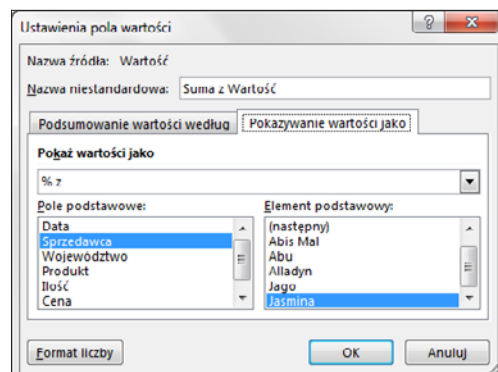 Ustawienia pola wartości
Nazwa źródła: Wartość
Nazwa niestandardowa: Suma z Wartość
Podsumowanie wartości według Pokazywanie wartości jako
Pokaż wartości jako
% z
Pole podstawowe: Element podstawowy:
Data (następny)
Sprzedawca Abis Mal
Województwo Abu
Produkt Alladyn
Ilość Jago
Cena Jasmina
Format liczby OK Anuluj